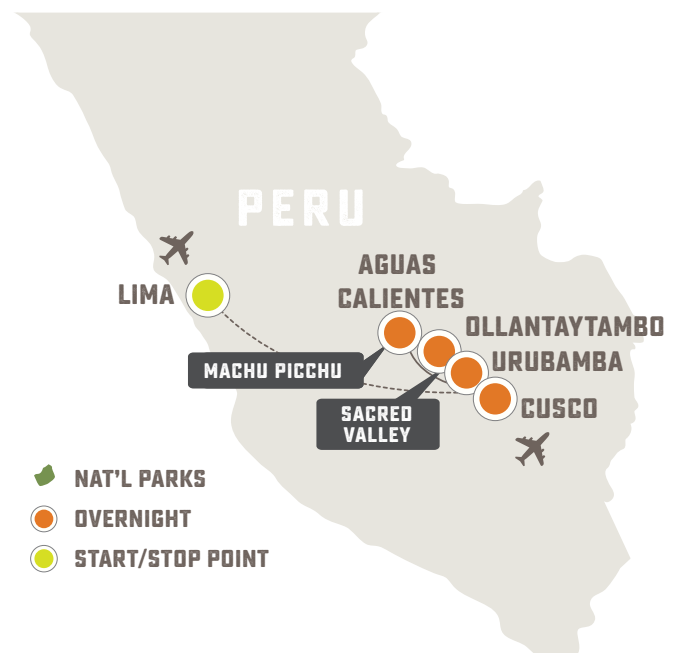 PERU
LIMA
AGUAS
CALIENTES
OLLANTAYTAMBO
URUBAMBA
MACHU PICCHU
CUSCO
SACRED
VALLEY
NAT'L PARKS
OVERNIGHT
START/STOP POINT